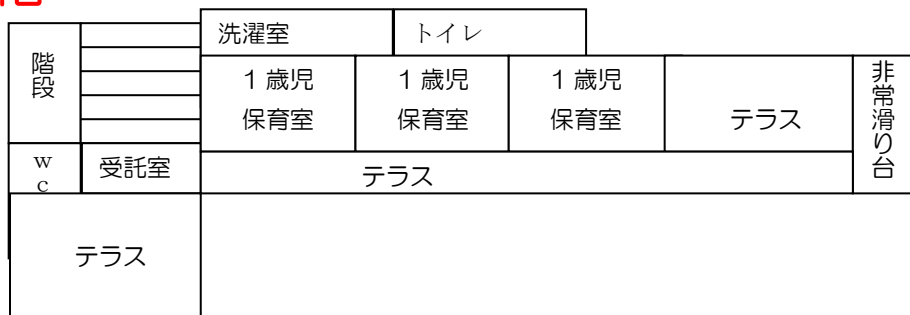 洗濯室
トイレ
階段
1歳児
保育室
1歳児
保育室
1歳児
保育室
テラス
非常滑り台
wc
受託室
テラス
テラス